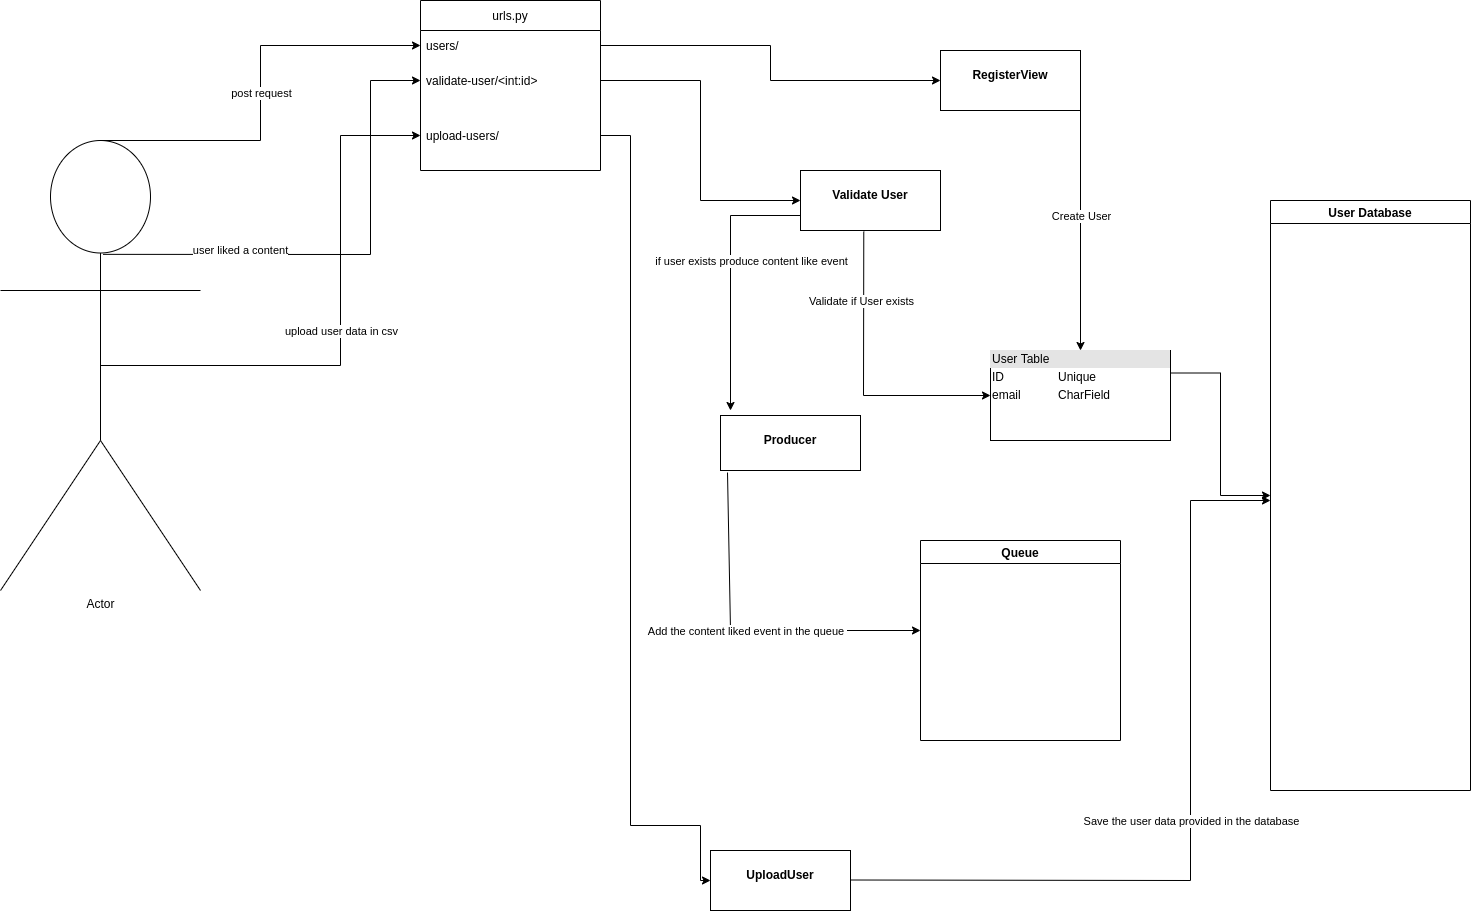 urls.py
users/
validate-user/<int:id>
upload-users/
post request
user liked a content
upload user data in csv
Actor
RegisterView
Validate User
Create User
if user exists produce content like event
Validate if User exists
User Table
ID Unique
email CharField
User Database
Producer
Queue
Add the content liked event in the queue
Save the user data provided in the database
UploadUser